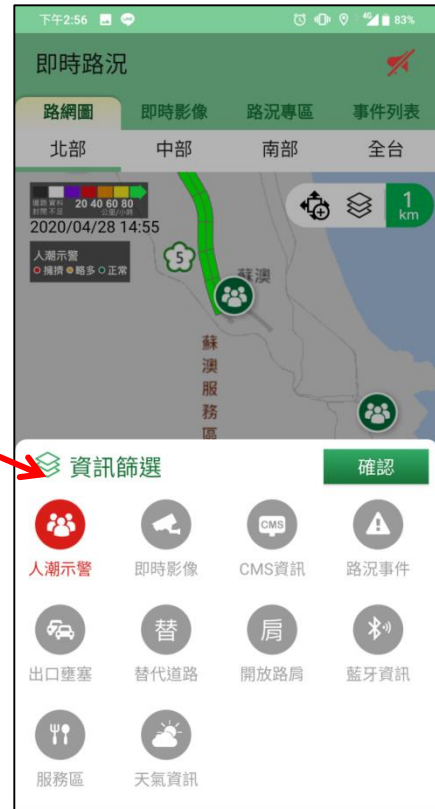 下午2:56 LINE 4G 83%
即時路況
路網圖 即時影像 路況專區 事件列表
北部 中部 南部 全台
道路 資料 20 40 60 80
封閉 不足 公里/小時
2020/04/28 14:55
1
km
人潮示警
擁擠 略多 正常
5
蘇澳
蘇
澳
服
務
區
資訊篩選 確認
CMS
人潮示警 即時影像 CMS資訊 路況事件
替 肩
出口壅塞 替代道路 開放路肩 藍牙資訊
服務區 天氣資訊